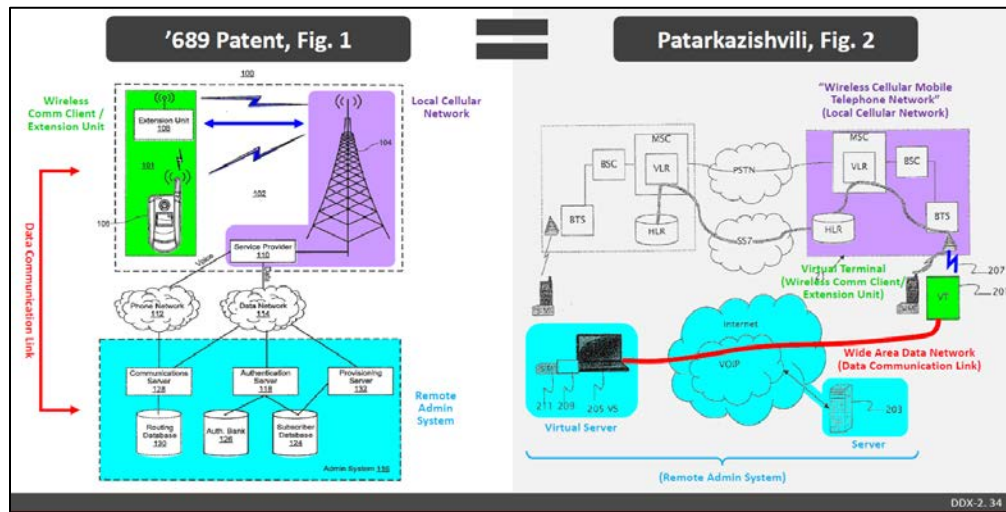 '689 Patent, Fig. 1
Patarkazishvili, Fig. 2
100
Wireless
Comm Client /
Extension Unit
Extension Unit
108
101
102
104
Local Cellular
Network
Service Provider
110
Phone Network
112
Data Network
114
Data Communication
Link
Communications
Server
128
Authentication
Server
118
Provisioning
Server
132
Routing
Database
130
Auth. Bank
126
Subscriber
Database
124
Admin System
Remote
Admin
System
"Wireless Cellular Mobile
Telephone Network"
(Local Cellular Network)
MSC
VLR
BSC
BTS
HLR
PSTN
SS7
MSC
VLR
BSC
BTS
HLR
Virtual Terminal
(Wireless Comm Client/
Extension Unit)
207
VT
201
Internet
VOIP
Wide Area Data Network
(Data Communication Link)
211 209 205 VS
Virtual Server
203
Server
(Remote Admin System)
DDX-2. 34